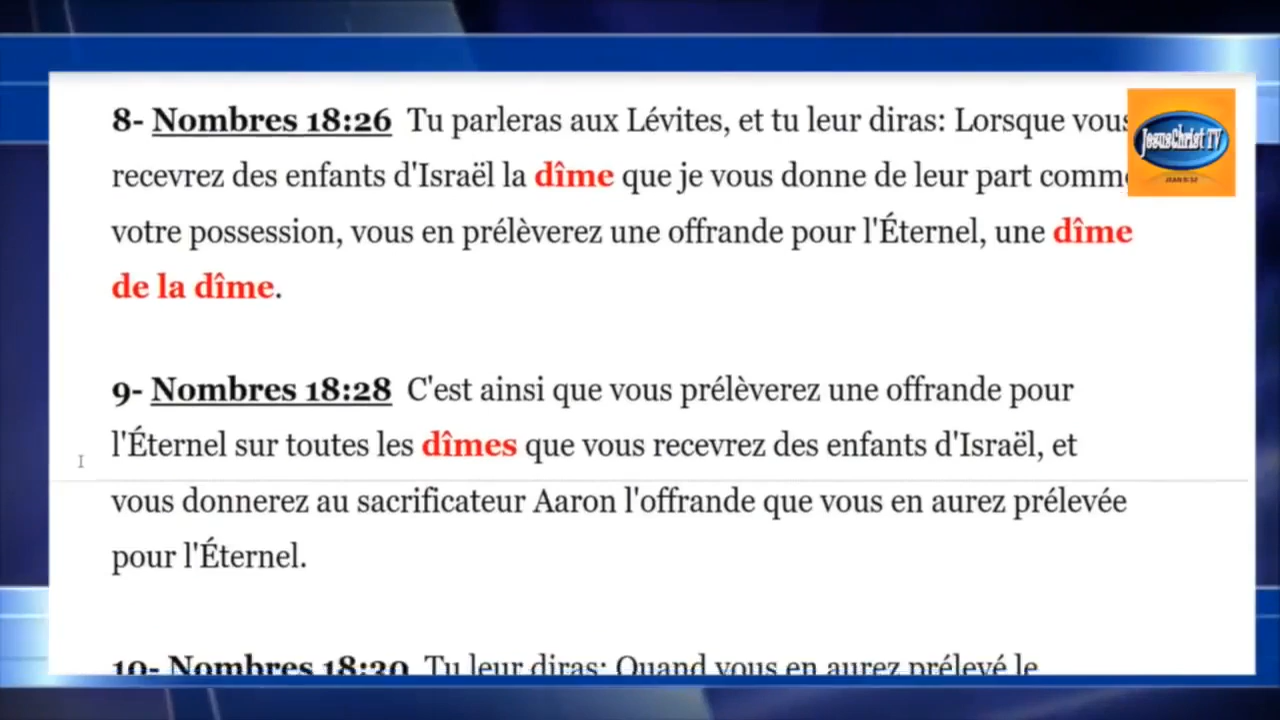 8- Nombres 18:26 Tu parleras aux Lévites, et tu leur diras: Lorsque vous
recevrez des enfants d'Israël la dîme que je vous donne de leur part comme
votre possession, vous en prélèverez une offrande pour l'Éternel, une dîme
de la dîme.
9- Nombres 18:28 C'est ainsi que vous prélèverez une offrande pour
l'Éternel sur toutes les dîmes que vous recevrez des enfants d'Israël, et
vous donnerez au sacrificateur Aaron l'offrande que vous en aurez prélevée
pour l'Éternel.
10- Nombres 18:30 Tu leur diras: Quand vous en aurez prélevé le
JesusChrist TV